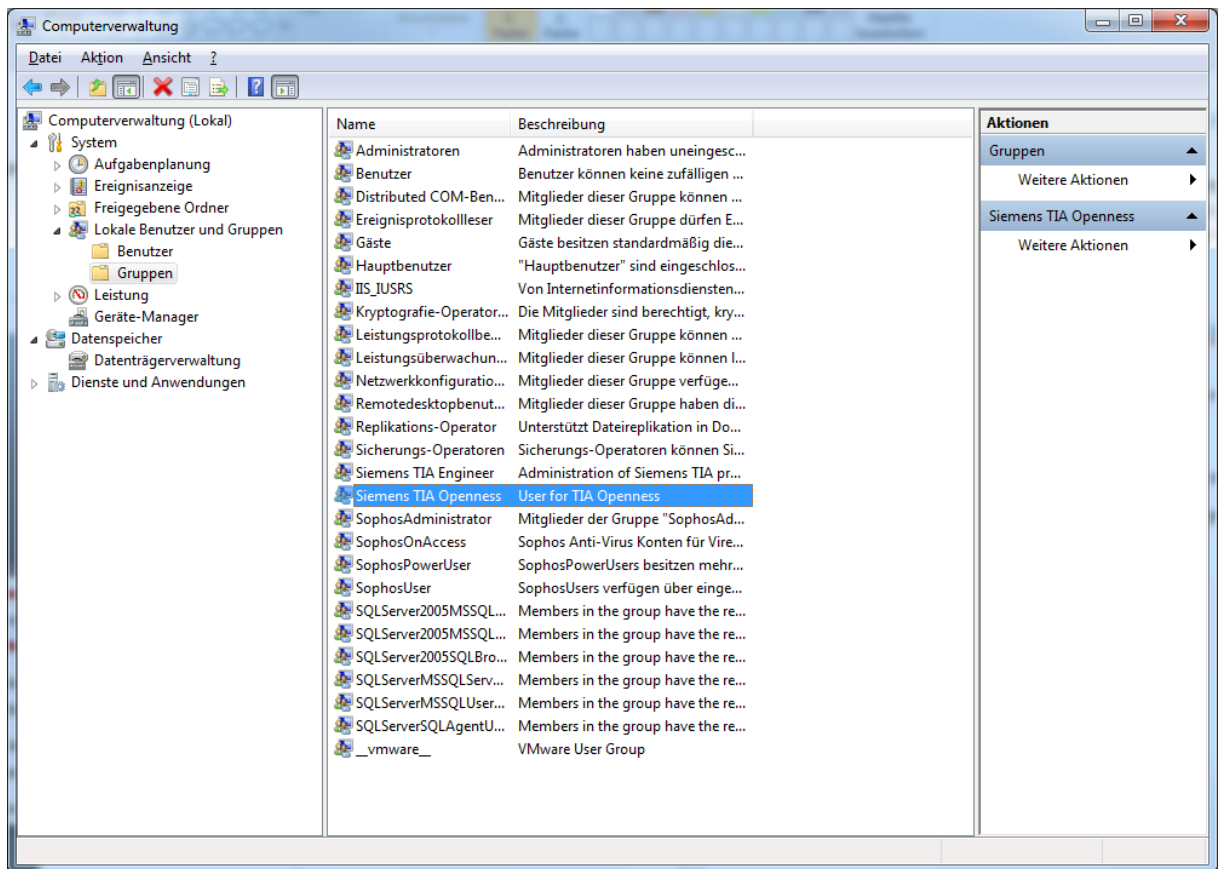 Computerverwaltung
Datei Aktion Ansicht ?
Computerverwaltung (Lokal)
System
Aufgabenplanung
Ereignisanzeige
Freigegebene Ordner
Lokale Benutzer und Gruppen
Benutzer
Gruppen
Leistung
Geräte-Manager
Datenspeicher
Datenträgerverwaltung
Dienste und Anwendungen
Name Beschreibung
Administratoren Administratoren haben uneingesc...
Benutzer Benutzer können keine zufälligen ...
Distributed COM-Ben... Mitglieder dieser Gruppe können ...
Ereignisprotokollleser Mitglieder dieser Gruppe dürfen E...
Gäste Gäste besitzen standardmäßig die...
Hauptbenutzer "Hauptbenutzer" sind eingeschlos...
IIS_IUSRS Von Internetinformationsdiensten...
Kryptografie-Operator... Die Mitglieder sind berechtigt, kry...
Leistungsprotokollbe... Mitglieder dieser Gruppe können ...
Leistungsüberwachun... Mitglieder dieser Gruppe können l...
Netzwerkkonfiguratio... Mitglieder dieser Gruppe verfüge...
Remotedesktopbenut... Mitglieder dieser Gruppe haben di...
Replikations-Operator Unterstützt Dateireplikation in Do...
Sicherungs-Operatoren Sicherungs-Operatoren können Si...
Siemens TIA Engineer Administration of Siemens TIA pr...
Siemens TIA Openness User for TIA Openness
SophosAdministrator Mitglieder der Gruppe "SophosAd...
SophosOnAccess Sophos Anti-Virus Konten für Vire...
SophosPowerUser SophosPowerUsers besitzen mehr...
SophosUser SophosUsers verfügen über einge...
SQLServer2005MSSQL... Members in the group have the re...
SQLServer2005MSSQL... Members in the group have the re...
SQLServer2005SQLBro... Members in the group have the re...
SQLServerMSSQLServ... Members in the group have the re...
SQLServerMSSQLUser... Members in the group have the re...
SQLServerSQLAgentU... Members in the group have the re...
__vmware__ VMware User Group
Aktionen
Gruppen
Weitere Aktionen
Siemens TIA Openness
Weitere Aktionen